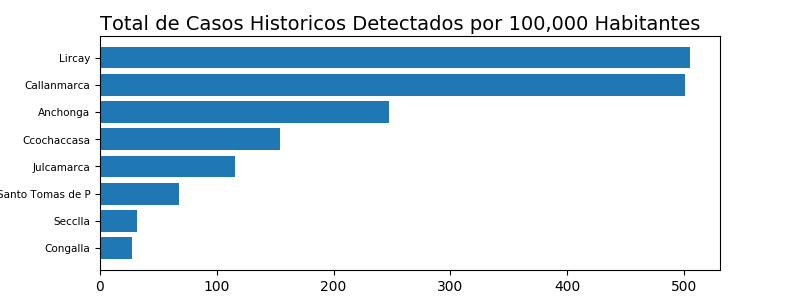 Total de Casos Historicos Detectados por 100,000 Habitantes
Lircay
Callanmarca
Anchonga
Ccochaccasa
Julcamarca
Santo Tomas de P
Secclla
Congalla
0 100 200 300 400 500